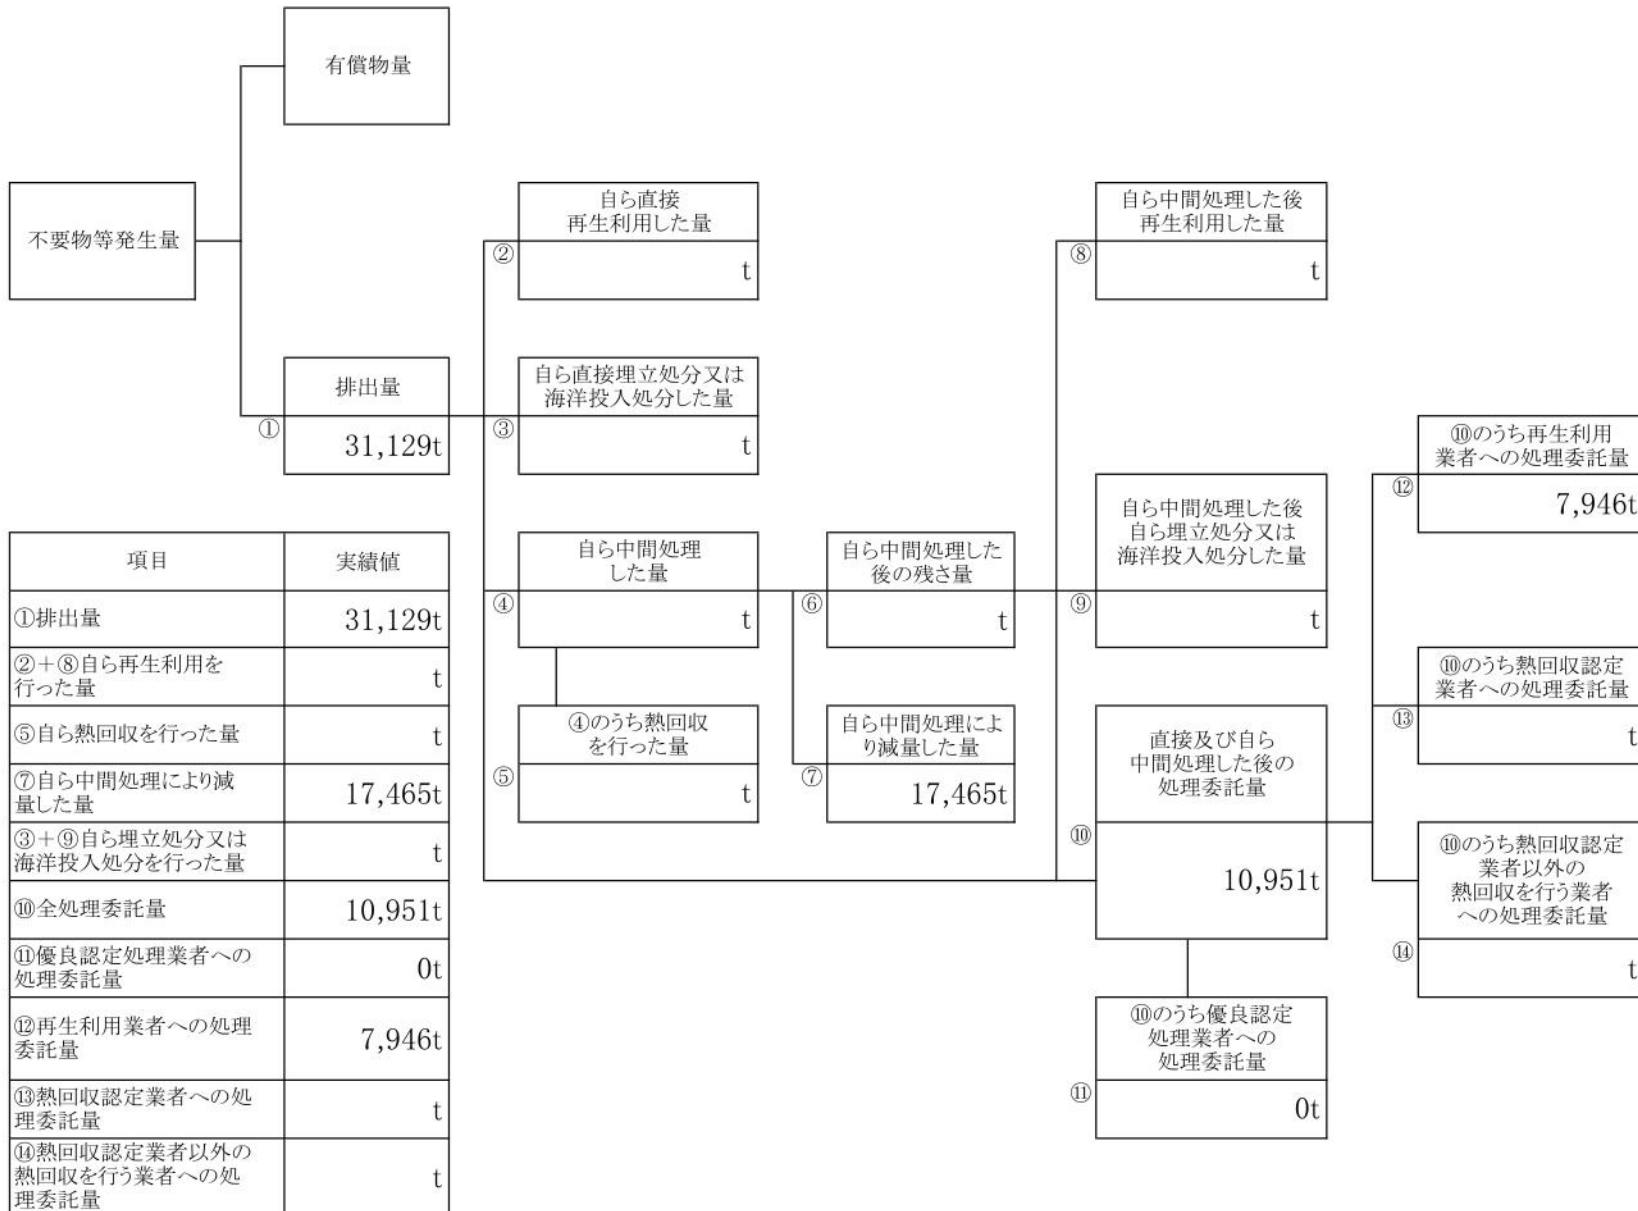 有償物量
不要物等発生量
自ら直接
再生利用した量
②
t
自ら中間処理した後
再生利用した量
⑧
t
排出量
①
31,129t
自ら直接埋立処分又は
海洋投入処分した量
③
t
⑩のうち再生利用
業者への処理委託量
⑫
7,946t
自ら中間処理
した量
④
t
自ら中間処理した
後の残さ量
⑥
t
自ら中間処理した後
自ら埋立処分又は
海洋投入処分した量
⑨
t
⑩のうち熱回収認定
業者への処理委託量
⑬
t
④のうち熱回収
を行った量
⑤
t
自ら中間処理によ
り減量した量
⑦
17,465t
直接及び自ら
中間処理した後の
処理委託量
⑩
10,951t
⑩のうち熱回収認定
業者以外の
熱回収を行う業者
への処理委託量
⑭
t
⑩のうち優良認定
処理業者への
処理委託量
⑪
0t
項目
実績値
①排出量
31,129t
②+⑧自ら再生利用を
行った量
t
⑤自ら熱回収を行った量
t
⑦自ら中間処理により減
量した量
17,465t
③+⑨自ら埋立処分又は
海洋投入処分を行った量
t
⑩全処理委託量
10,951t
⑪優良認定処理業者への
処理委託量
0t
⑫再生利用業者への処理
委託量
7,946t
⑬熱回収認定業者への処
理委託量
t
⑭熱回収認定業者以外の
熱回収を行う業者への処
理委託量
t